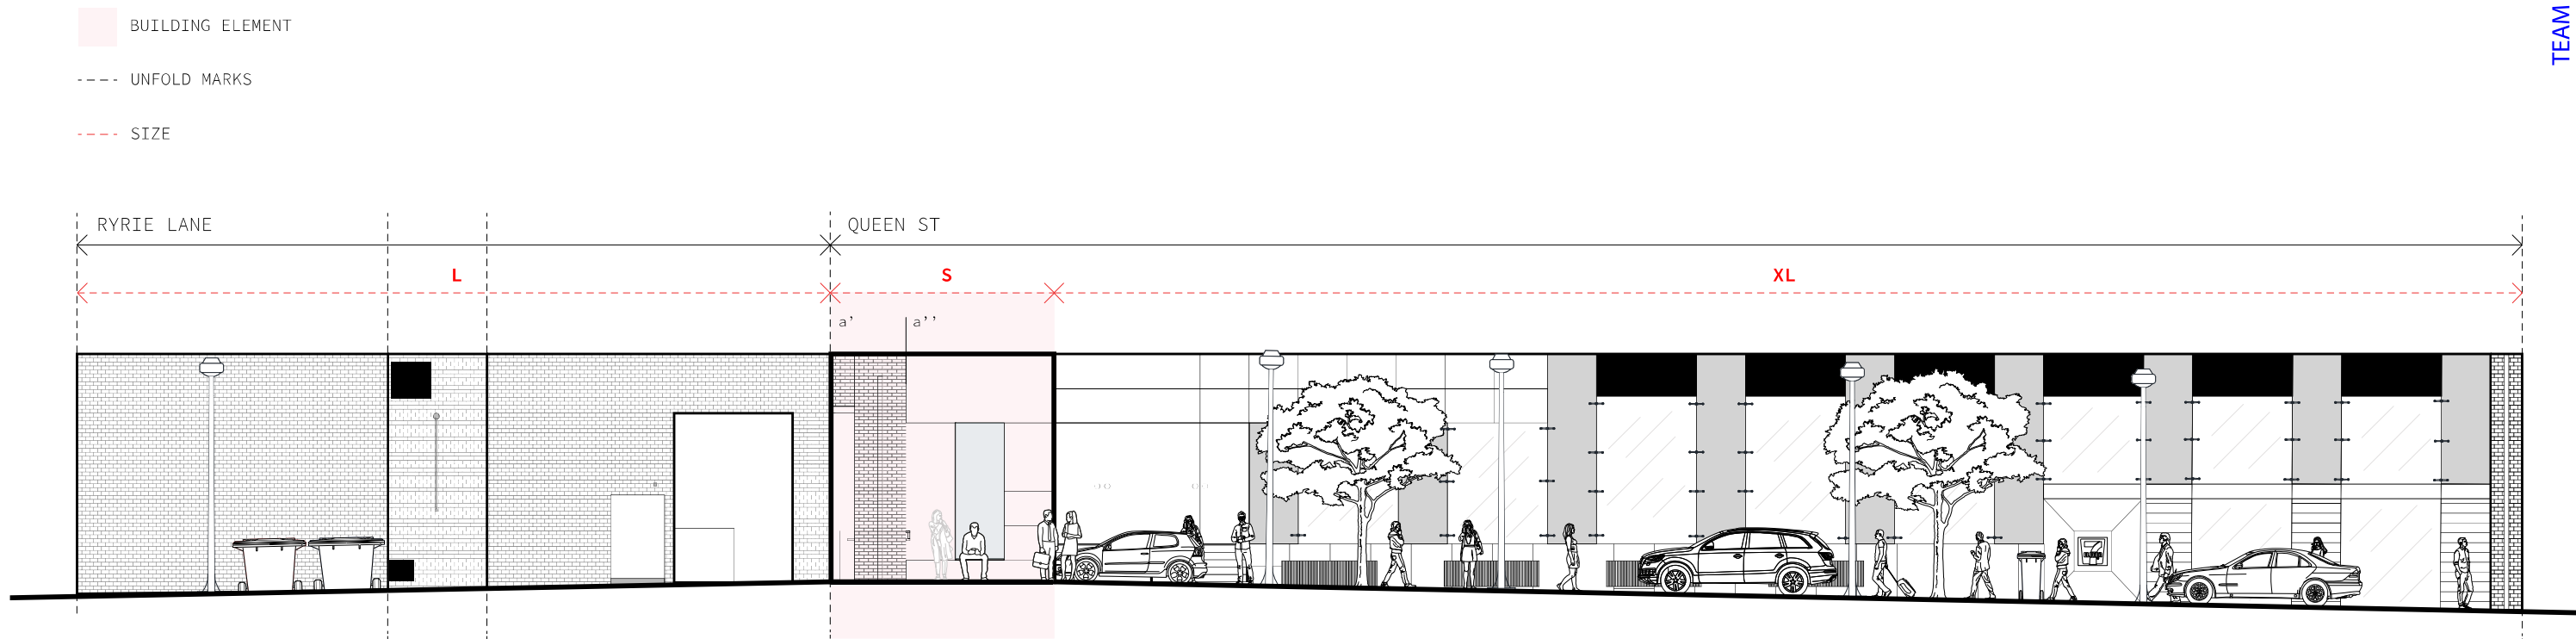 BUILDING ELEMENT
TEAM
UNFOLD MARKS
SIZE
RYRIE LANE
QUEEN ST
L
S
XL
a'
a''